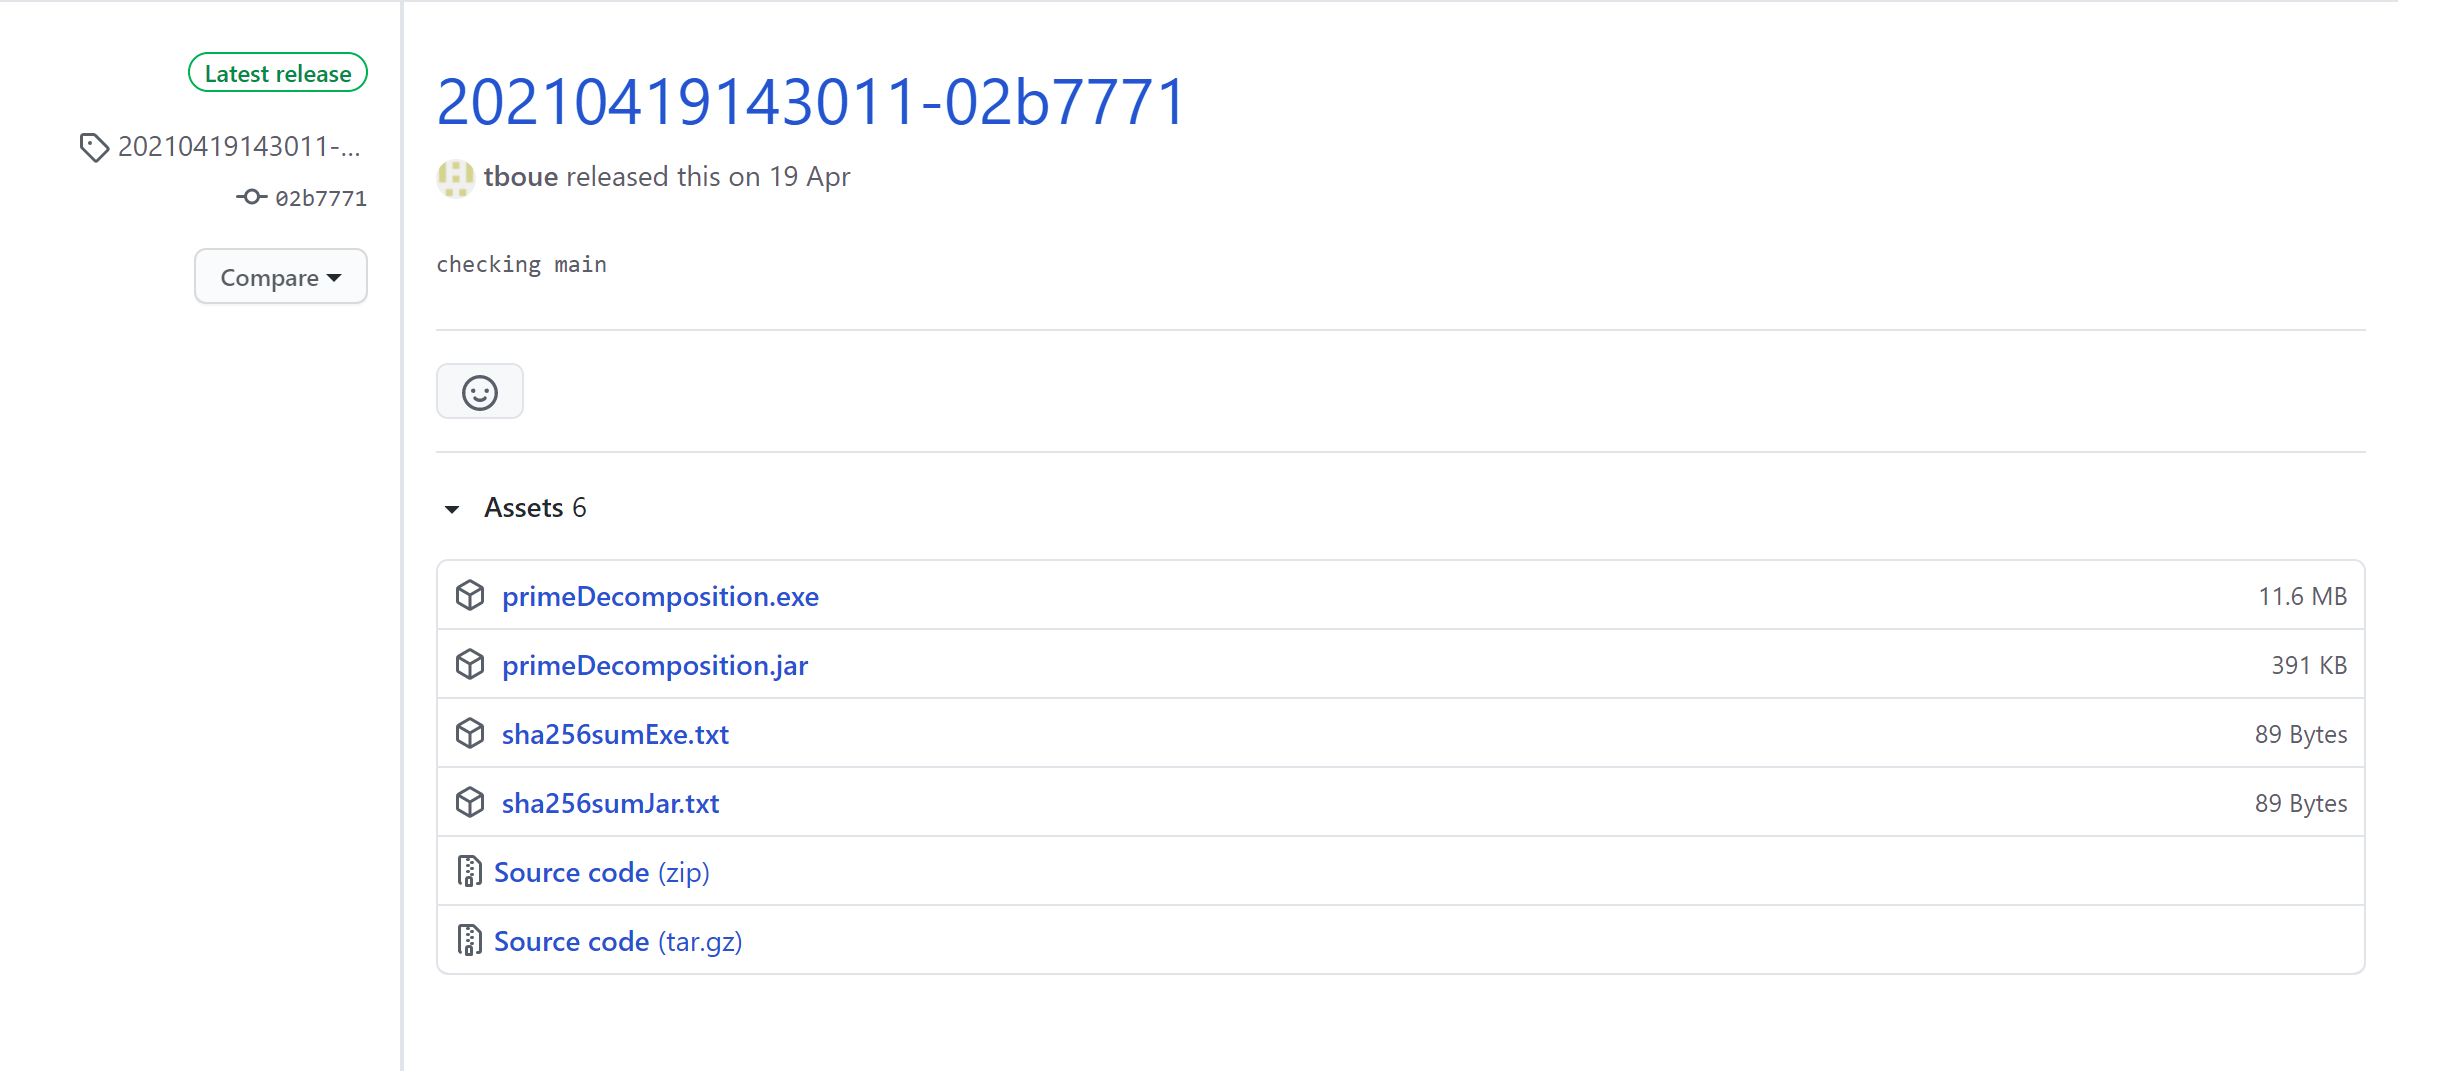 Latest release
20210419143011-...
02b7771
Compare
20210419143011-02b7771
tboue released this on 19 Apr
checking main
Assets 6
primeDecomposition.exe 11.6 MB
primeDecomposition.jar 391 KB
sha256sumExe.txt 89 Bytes
sha256sumJar.txt 89 Bytes
Source code (zip)
Source code (tar.gz)